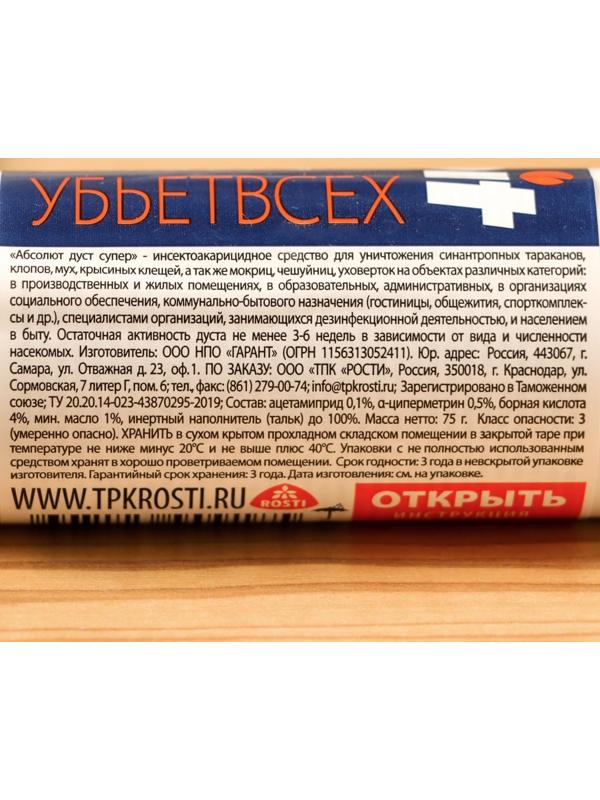 УБЬЕТВСЕХ
«Абсолют дуст супер» - инсектоакарицидное средство для уничтожения синантропных тараканов,
клопов, мух, крысиных клещей, а так же мокриц, чешуйниц, уховерток на объектах различных категорий:
в производственных и жилых помещениях, в образовательных, административных, в организациях
социального обеспечения, коммунально-бытового назначения (гостиницы, общежития, спорткомплек-
сы и др.), специалистами организаций, занимающихся дезинфекционной деятельностью, и населением
в быту. Остаточная активность дуста не менее 3-6 недель в зависимости от вида и численности
насекомых. Изготовитель: ООО НПО «ГАРАНТ» (ОГРН 1156313052411). Юр. адрес: Россия, 443067, г.
Самара, ул. Отважная д. 23, оф.1. ПО ЗАКАЗУ: ООО «ТПК «РОСТИ», Россия, 350018, г. Краснодар, ул.
Сормовская, 7 литер Г, пом. 6; тел., факс: (861) 279-00-74; info@tpkrosti.ru; Зарегистрировано в Таможенном
союзе; ТУ 20.20.14-023-43870295-2019; Состав: ацетамиприд 0,1%, α-циперметрин 0,5%, борная кислота
4%, мин. масло 1%, инертный наполнитель (тальк) до 100%. Масса нетто: 75 г. Класс опасности: 3
(умеренно опасно). ХРАНИТЬ в сухом крытом прохладном складском помещении в закрытой таре при
температуре не ниже минус 20°С и не выше плюс 40°С. Упаковки с не полностью использованным
средством хранят в хорошо проветриваемом помещении. Срок годности: 3 года в невскрытой упаковке
изготовителя. Гарантийный срок хранения: 3 года. Дата изготовления: см. на упаковке.
WWW.TPKROSTI.RU ROSTI ОТКРЫТЬ
ИНСТРУКЦИЯ